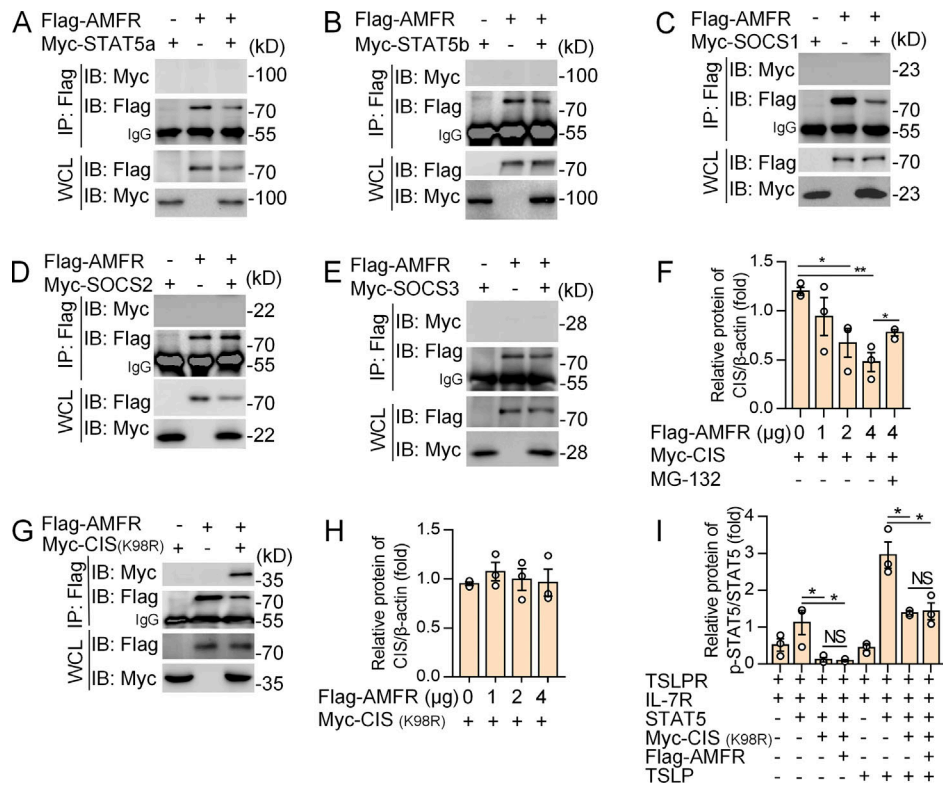 A
Flag-AMFR - + +
Myc-STAT5a + - + (kD)
IP: Flag
IB: Myc -100
IB: Flag -70
IgG -55
WCL
IB: Flag -70
IB: Myc -100
B
Flag-AMFR - + +
Myc-STAT5b + - + (kD)
IP: Flag
IB: Myc -100
IB: Flag -70
IgG -55
WCL
IB: Flag -70
IB: Myc -100
C
Flag-AMFR - + +
Myc-SOCS1 + - + (kD)
IP: Flag
IB: Myc -23
IB: Flag -70
IgG -55
WCL
IB: Flag -70
IB: Myc -23
D
Flag-AMFR - + +
Myc-SOCS2 + - + (kD)
IP: Flag
IB: Myc -22
IB: Flag -70
IgG -55
WCL
IB: Flag -70
IB: Myc -22
E
Flag-AMFR - + +
Myc-SOCS3 + - + (kD)
IP: Flag
IB: Myc -28
IB: Flag -70
IgG -55
WCL
IB: Flag -70
IB: Myc -28
F
Relative protein of
CIS/β-actin (fold)
1.5
1.0
0.5
0.0
*
**
*
Flag-AMFR (μg) 0 1 2 4 4
Myc-CIS + + + + +
MG-132 - - - - +
G
Flag-AMFR - + +
Myc-CIS(K98R) + - + (kD)
IP: Flag
IB: Myc -35
IB: Flag -70
IgG -55
WCL
IB: Flag -70
IB: Myc -35
H
Relative protein of
CIS/β-actin (fold)
1.5
1.0
0.5
0.0
Flag-AMFR (μg) 0 1 2 4
Myc-CIS (K98R) + + + +
I
Relative protein of
p-STAT5/STAT5 (fold)
4
3
2
1
0
* *
NS
* *
NS
TSLPR + + + + + + + +
IL-7R + + + + + + + +
STAT5 - + + + - + + +
Myc-CIS (K98R) - - + + - - + +
Flag-AMFR - - - + - - - +
TSLP - - - - + + + +